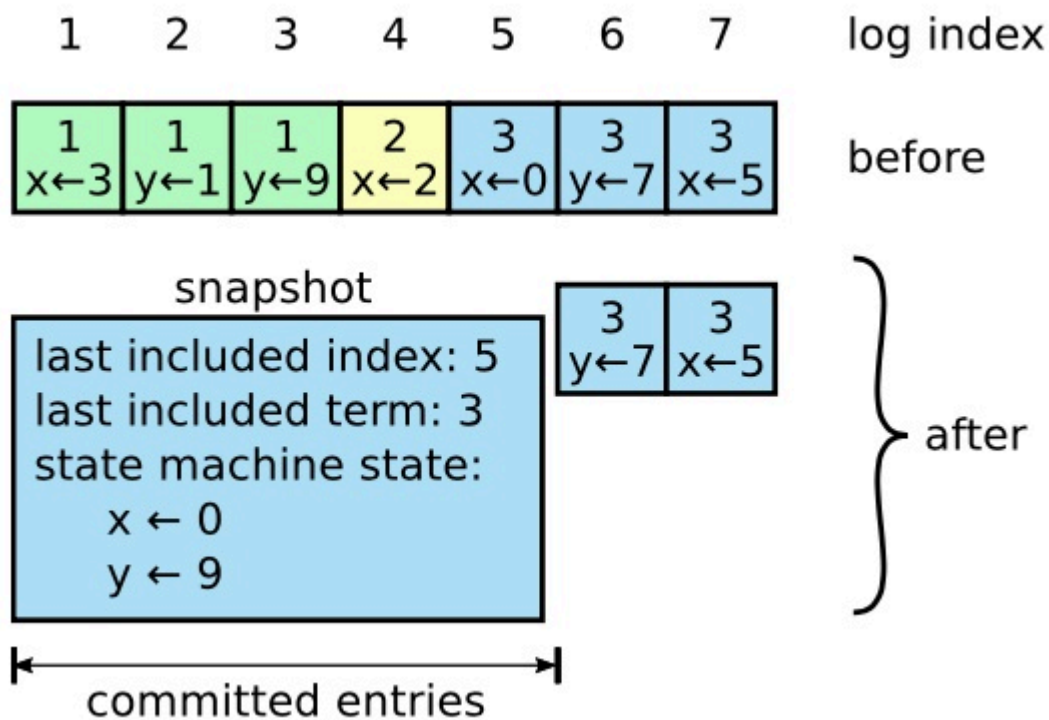 1 2 3 4 5 6 7 log index
1 1 1 2 3 3 3
x←3 y←1 y←9 x←2 x←0 y←7 x←5
before
snapshot
last included index: 5
last included term: 3
state machine state:
x ← 0
y ← 9
3 3
y←7 x←5
after
committed entries